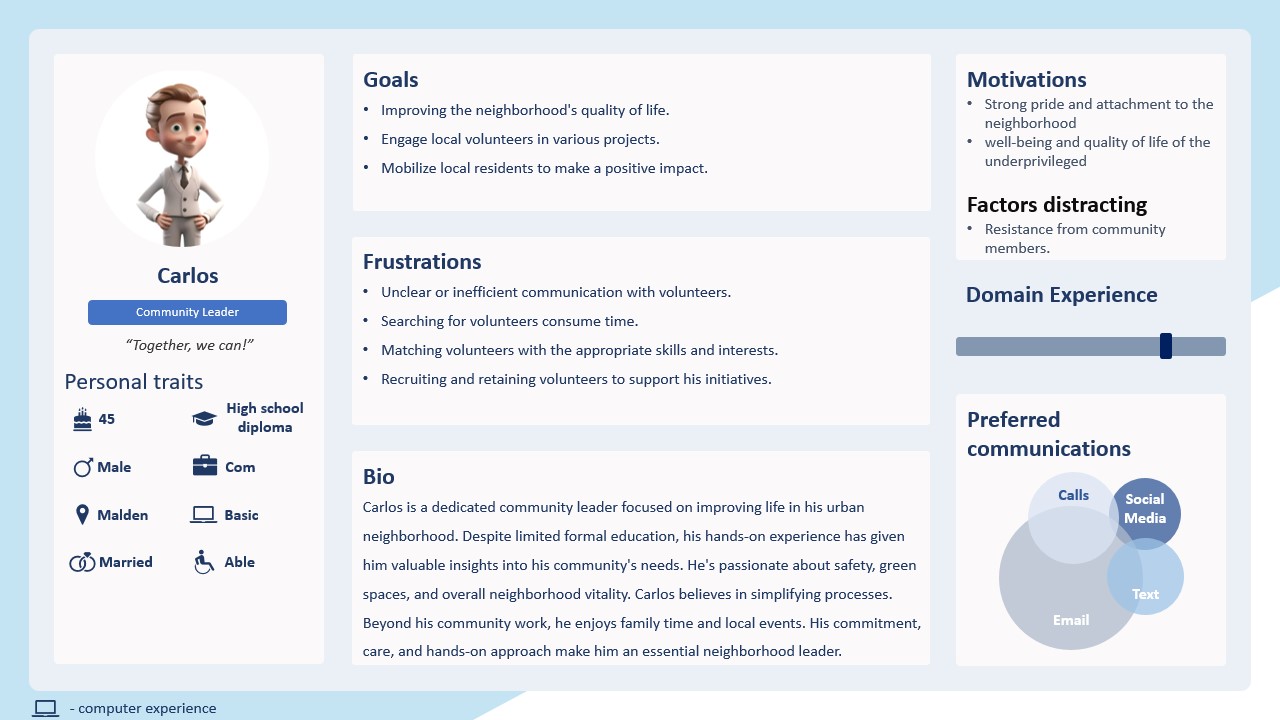 Carlos
Community Leader
“Together, we can!”
Personal traits
45
High school
diploma
Male
Com
Malden
Basic
Married
Able
Goals
• Improving the neighborhood's quality of life.
• Engage local volunteers in various projects.
• Mobilize local residents to make a positive impact.
Frustrations
• Unclear or inefficient communication with volunteers.
• Searching for volunteers consume time.
• Matching volunteers with the appropriate skills and interests.
• Recruiting and retaining volunteers to support his initiatives.
Bio
Carlos is a dedicated community leader focused on improving life in his urban
neighborhood. Despite limited formal education, his hands-on experience has given
him valuable insights into his community's needs. He's passionate about safety, green
spaces, and overall neighborhood vitality. Carlos believes in simplifying processes.
Beyond his community work, he enjoys family time and local events. His commitment,
care, and hands-on approach make him an essential neighborhood leader.
Motivations
• Strong pride and attachment to the
neighborhood
• well-being and quality of life of the
underprivileged
Factors distracting
• Resistance from community
members.
Domain Experience
Preferred
communications
Calls
Social
Media
Text
Email
- computer experience